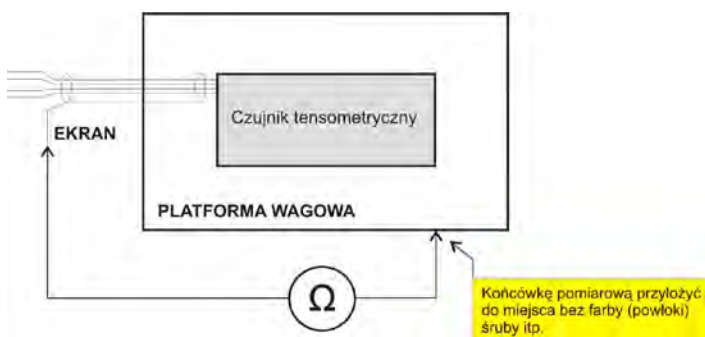 Czujnik tensometryczny
EKRAN
PLATFORMA WAGOWA
Ω
Końcówkę pomiarową przyłożyć
do miejsca bez farby (powłoki)
śruby itp.